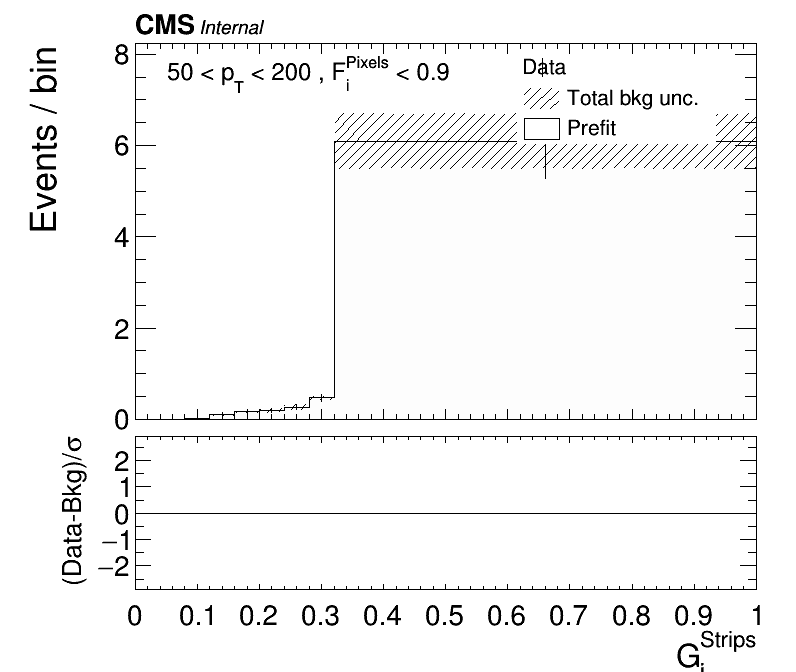 CMS Internal
50 < p_T < 200 , F_i^Pixels < 0.9
Data
Total bkg unc.
Prefit
Events / bin
8
6
4
2
0
(Data-Bkg)/σ
2
1
0
−1
−2
0 0.1 0.2 0.3 0.4 0.5 0.6 0.7 0.8 0.9 1
G_i^Strips